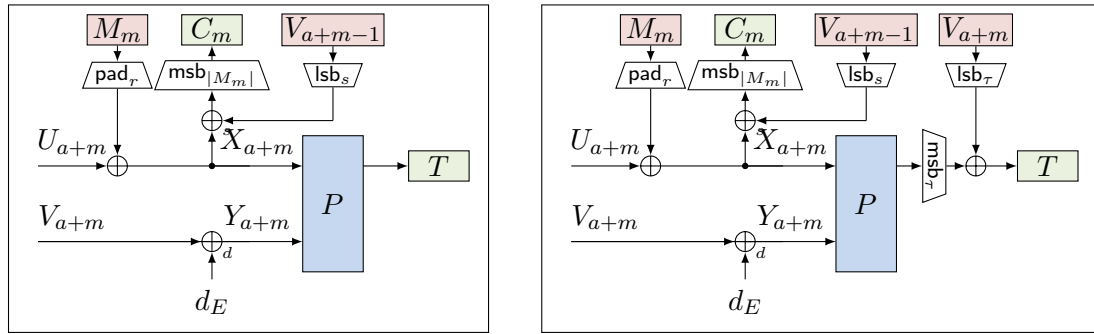 M_m C_m V_{a+m−1}
pad_r msb_{|M_m|} lsb_s
s
U_{a+m} X_{a+m}
P T
V_{a+m} Y_{a+m}
d
d_E
M_m C_m V_{a+m−1} V_{a+m}
pad_r msb_{|M_m|} lsb_s lsb_τ
s
U_{a+m} X_{a+m}
P msb_τ T
V_{a+m} Y_{a+m}
d
d_E